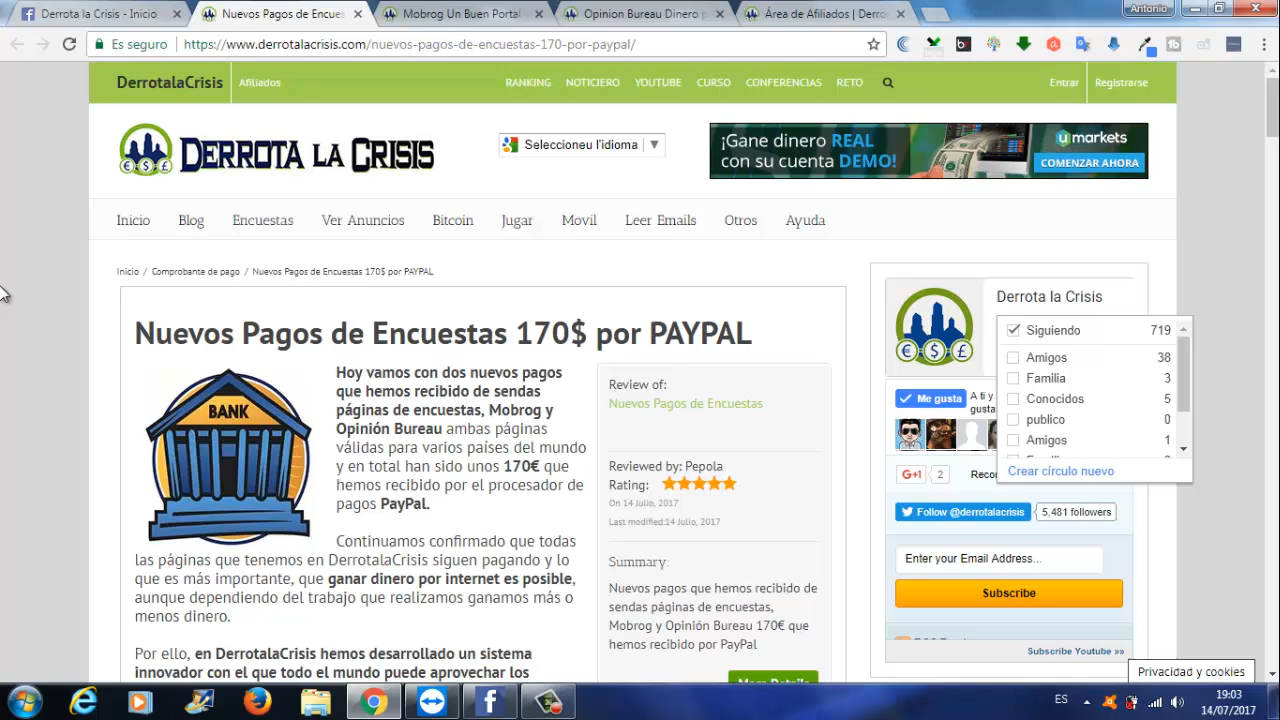 Derrota la Crisis - Inicio
Nuevos Pagos de Encues
Mobrog Un Buen Portal
Opinion Bureau Dinero p
Área de Afiliados | Derro
Antonio
Es seguro
https://www.derrotalacrisis.com/nuevos-pagos-de-encuestas-170-por-paypal/
DerrotalaCrisis
Afiliados
RANKING
NOTICIERO
YOUTUBE
CURSO
CONFERENCIAS
RETO
Entrar
Registrarse
DERROTA LA CRISIS
Seleccioneu l'idioma
¡Gane dinero REAL
con su cuenta DEMO!
umarkets
COMENZAR AHORA
Inicio
Blog
Encuestas
Ver Anuncios
Bitcoin
Jugar
Movil
Leer Emails
Otros
Ayuda
Inicio / Comprobante de pago / Nuevos Pagos de Encuestas 170$ por PAYPAL
Nuevos Pagos de Encuestas 170$ por PAYPAL
BANK
Hoy vamos con dos nuevos pagos
que hemos recibido de sendas
páginas de encuestas, Mobrog y
Opinión Bureau ambas páginas
válidas para varios países del mundo
y en total han sido unos 170€ que
hemos recibido por el procesador de
pagos PayPal.
Continuamos confirmado que todas
las páginas que tenemos en DerrotalaCrisis siguen pagando y lo
que es más importante, que ganar dinero por internet es posible,
aunque dependiendo del trabajo que realizamos ganamos más o
menos dinero.
Por ello, en DerrotalaCrisis hemos desarrollado un sistema
innovador con el que todo el mundo puede aprovechar los
Review of:
Nuevos Pagos de Encuestas
Reviewed by: Pepola
Rating:
On 14 Julio, 2017
Last modified:14 Julio, 2017
Summary:
Nuevos pagos que hemos recibido de
sendas páginas de encuestas,
Mobrog y Opinión Bureau 170€ que
hemos recibido por PayPal
More Details
Derrota la Crisis
Siguiendo 719
Amigos 38
Familia 3
Conocidos 5
publico 0
Amigos 1
Crear círculo nuevo
Me gusta
A ti y
gusta
G+1
2
Reco
Follow @derrotalacrisis
5,481 followers
Enter your Email Address...
Subscribe
Subscribe Youtube »»
Privacidad y cookies
ES
19:03
14/07/2017